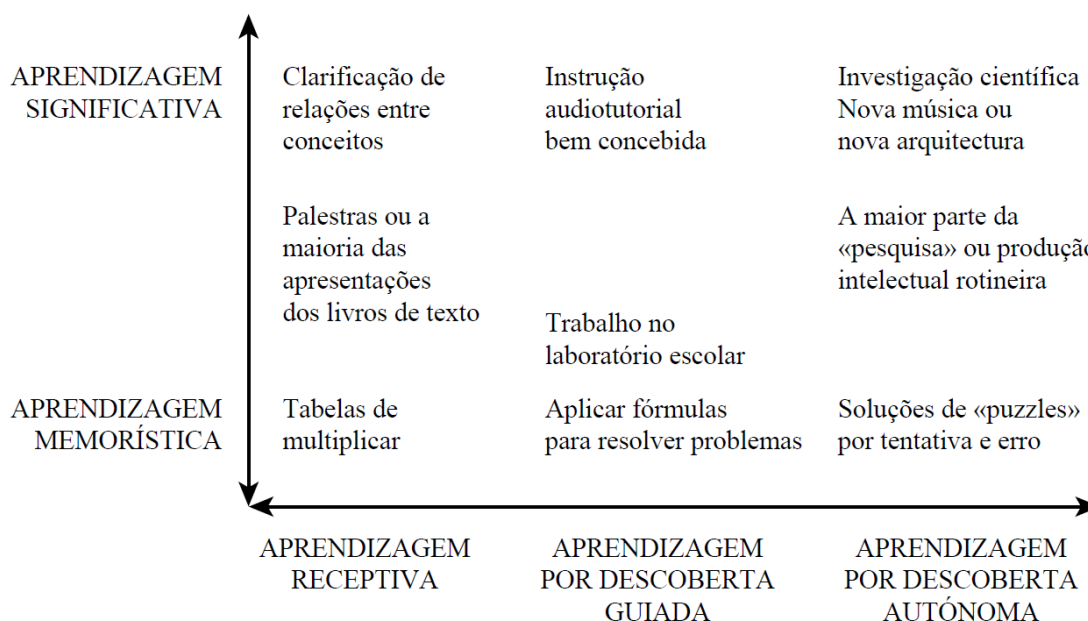 APRENDIZAGEM
SIGNIFICATIVA
Clarificação de
relações entre
conceitos
Instrução
audiotutorial
bem concebida
Investigação científica
Nova música ou
nova arquitectura
Palestras ou a
maioria das
apresentações
dos livros de texto
A maior parte da
«pesquisa» ou produção
intelectual rotineira
Trabalho no
laboratório escolar
APRENDIZAGEM
MEMORÍSTICA
Tabelas de
multiplicar
Aplicar fórmulas
para resolver problemas
Soluções de «puzzles»
por tentativa e erro
APRENDIZAGEM
RECEPTIVA
APRENDIZAGEM
POR DESCOBERTA
GUIADA
APRENDIZAGEM
POR DESCOBERTA
AUTÓNOMA